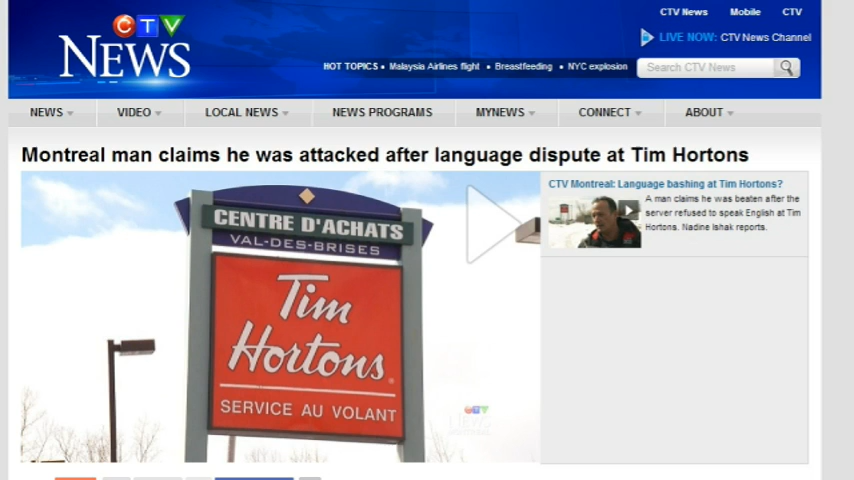 CTV News Mobile CTV
CTV
NEWS
LIVE NOW: CTV News Channel
HOT TOPICS • Malaysia Airlines flight • Breastfeeding • NYC explosion
Search CTV News
NEWS VIDEO LOCAL NEWS NEWS PROGRAMS MYNEWS CONNECT ABOUT
Montreal man claims he was attacked after language dispute at Tim Hortons
CENTRE D'ACHATS
VAL-DES-BRISES
Tim
Hortons
SERVICE AU VOLANT
CTV
CTV Montreal: Language bashing at Tim Hortons?
A man claims he was beaten after the
server refused to speak English at Tim
Hortons. Nadine Ishak reports.